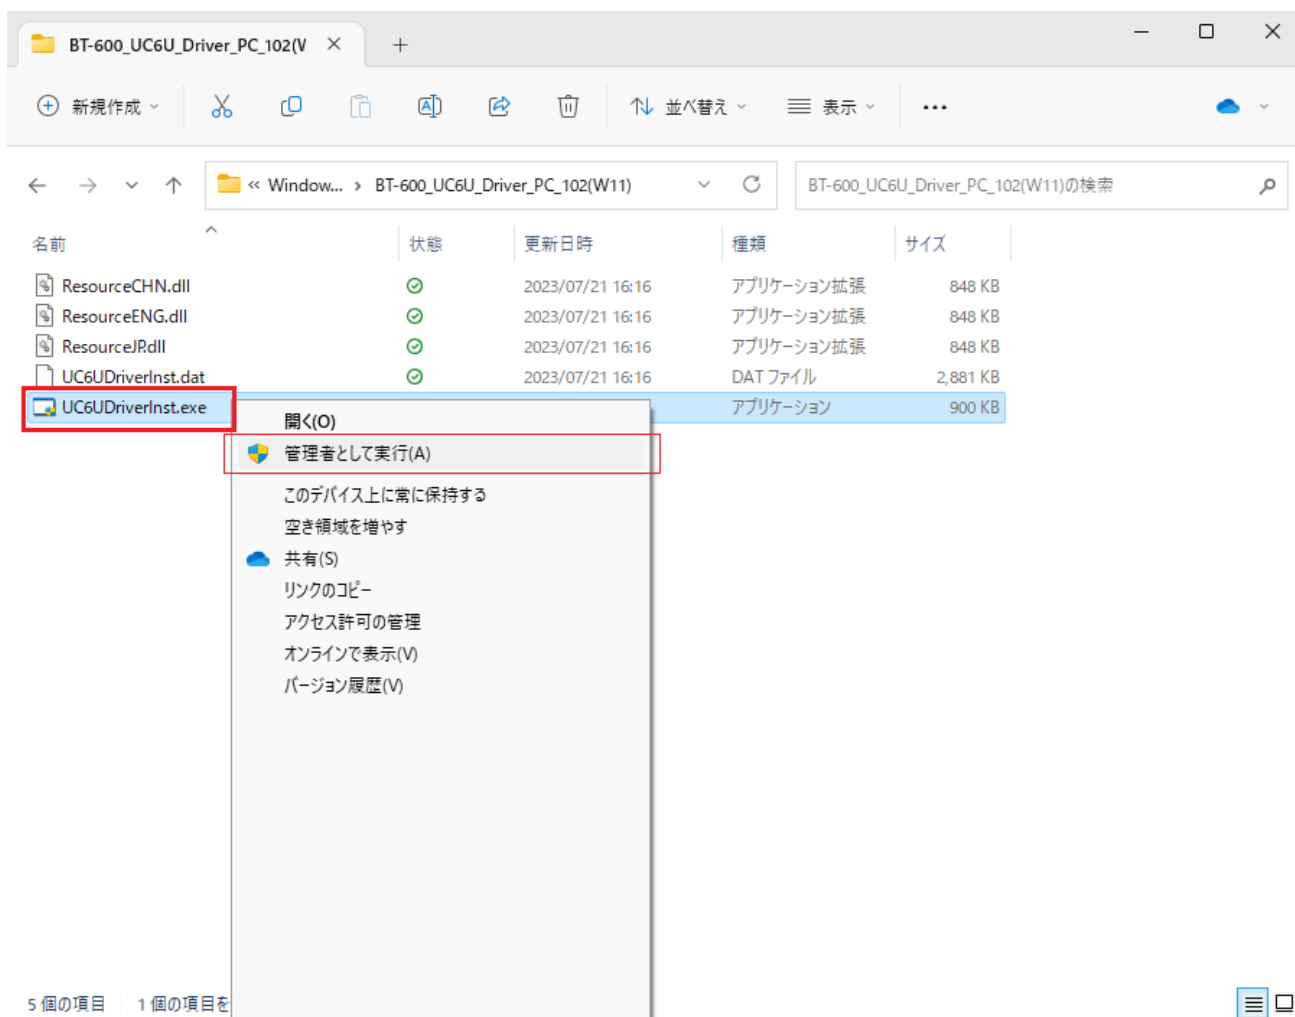 BT-600_UC6U_Driver_PC_102(W
新規作成
並べ替え
表示
« Window... › BT-600_UC6U_Driver_PC_102(W11)
BT-600_UC6U_Driver_PC_102(W11)の検索
名前 状態 更新日時 種類 サイズ
ResourceCHN.dll 2023/07/21 16:16 アプリケーション拡張 848 KB
ResourceENG.dll 2023/07/21 16:16 アプリケーション拡張 848 KB
ResourceJP.dll 2023/07/21 16:16 アプリケーション拡張 848 KB
UC6UDriverInst.dat 2023/07/21 16:16 DAT ファイル 2,881 KB
UC6UDriverInst.exe アプリケーション 900 KB
開く(O)
管理者として実行(A)
このデバイス上に常に保持する
空き領域を増やす
共有(S)
リンクのコピー
アクセス許可の管理
オンラインで表示(V)
バージョン履歴(V)
5 個の項目 1 個の項目を